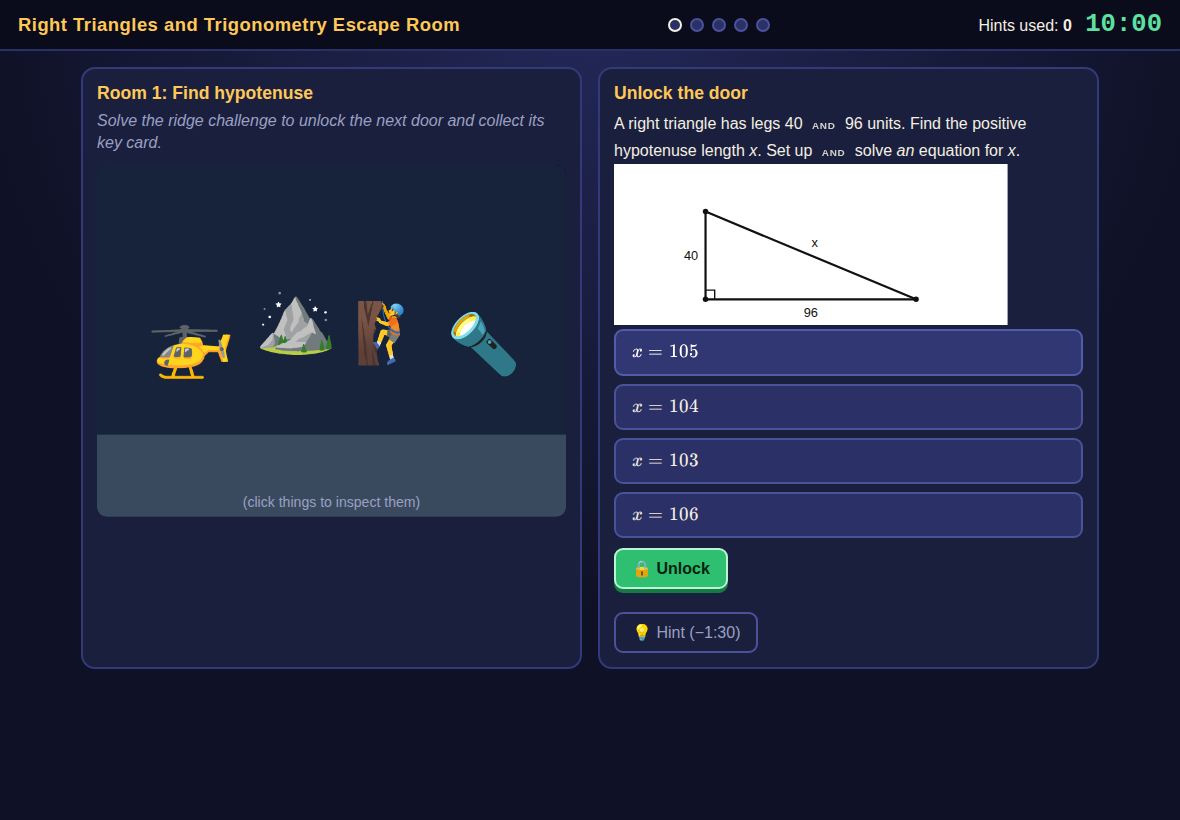 Right Triangles and Trigonometry Escape Room
Hints used: 0 10:00
Room 1: Find hypotenuse
Solve the ridge challenge to unlock the next door and collect its
key card.
(click things to inspect them)
Unlock the door
A right triangle has legs 40 AND 96 units. Find the positive
hypotenuse length x. Set up AND solve an equation for x.
x
40
96
x = 105
x = 104
x = 103
x = 106
🔒 Unlock
💡 Hint (−1:30)